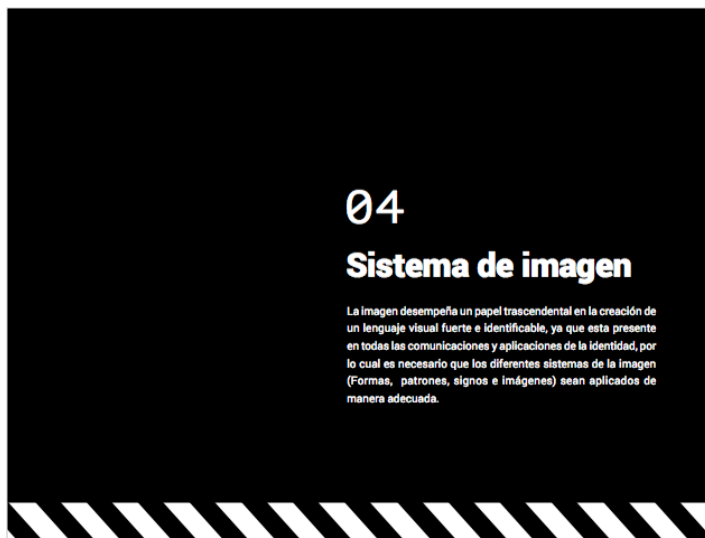 04
Sistema de imagen
La imagen desempeña un papel trascendental en la creación de
un lenguaje visual fuerte e identificable, ya que esta presente
en todas las comunicaciones y aplicaciones de la identidad, por
lo cual es necesario que los diferentes sistemas de la imagen
(Formas, patrones, signos e imágenes) sean aplicados de
manera adecuada.